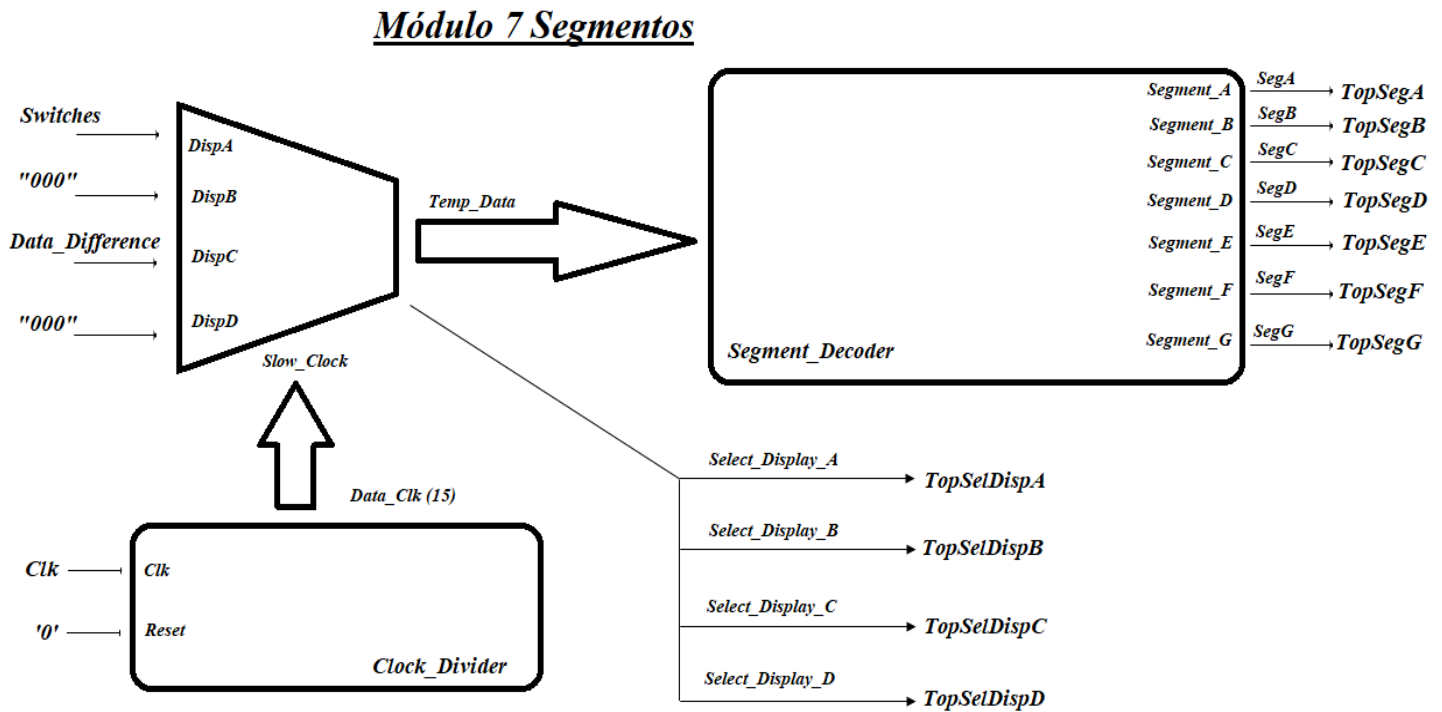 Módulo 7 Segmentos
Switches
"000"
Data_Difference
"000"
DispA
DispB
DispC
DispD
Slow_Clock
Temp_Data
Segment_A
Segment_B
Segment_C
Segment_D
Segment_E
Segment_F
Segment_G
Segment_Decoder
SegA
TopSegA
SegB
TopSegB
SegC
TopSegC
SegD
TopSegD
SegE
TopSegE
SegF
TopSegF
SegG
TopSegG
Data_Clk (15)
Clk
Clk
'0'
Reset
Clock_Divider
Select_Display_A
TopSelDispA
Select_Display_B
TopSelDispB
Select_Display_C
TopSelDispC
Select_Display_D
TopSelDispD